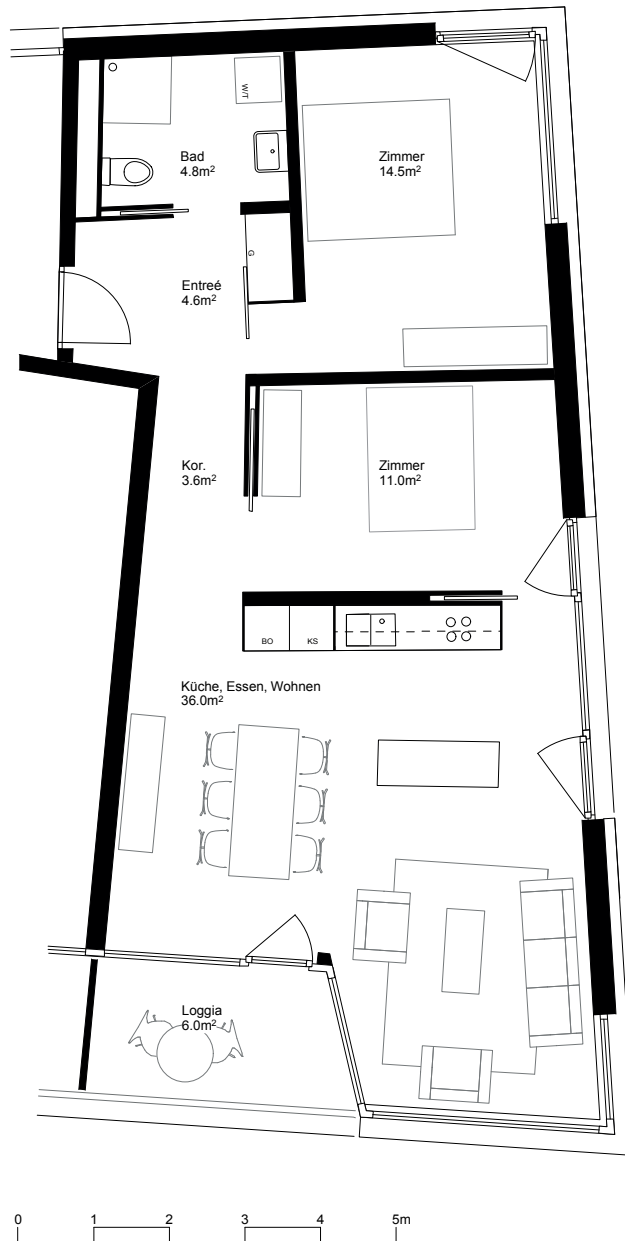 W/T
Bad
4.8m²
Zimmer
14.5m²
G
Entreé
4.6m²
Kor.
3.6m²
Zimmer
11.0m²
BO
KS
Küche, Essen, Wohnen
36.0m²
Loggia
6.0m²
0 1 2 3 4 5m